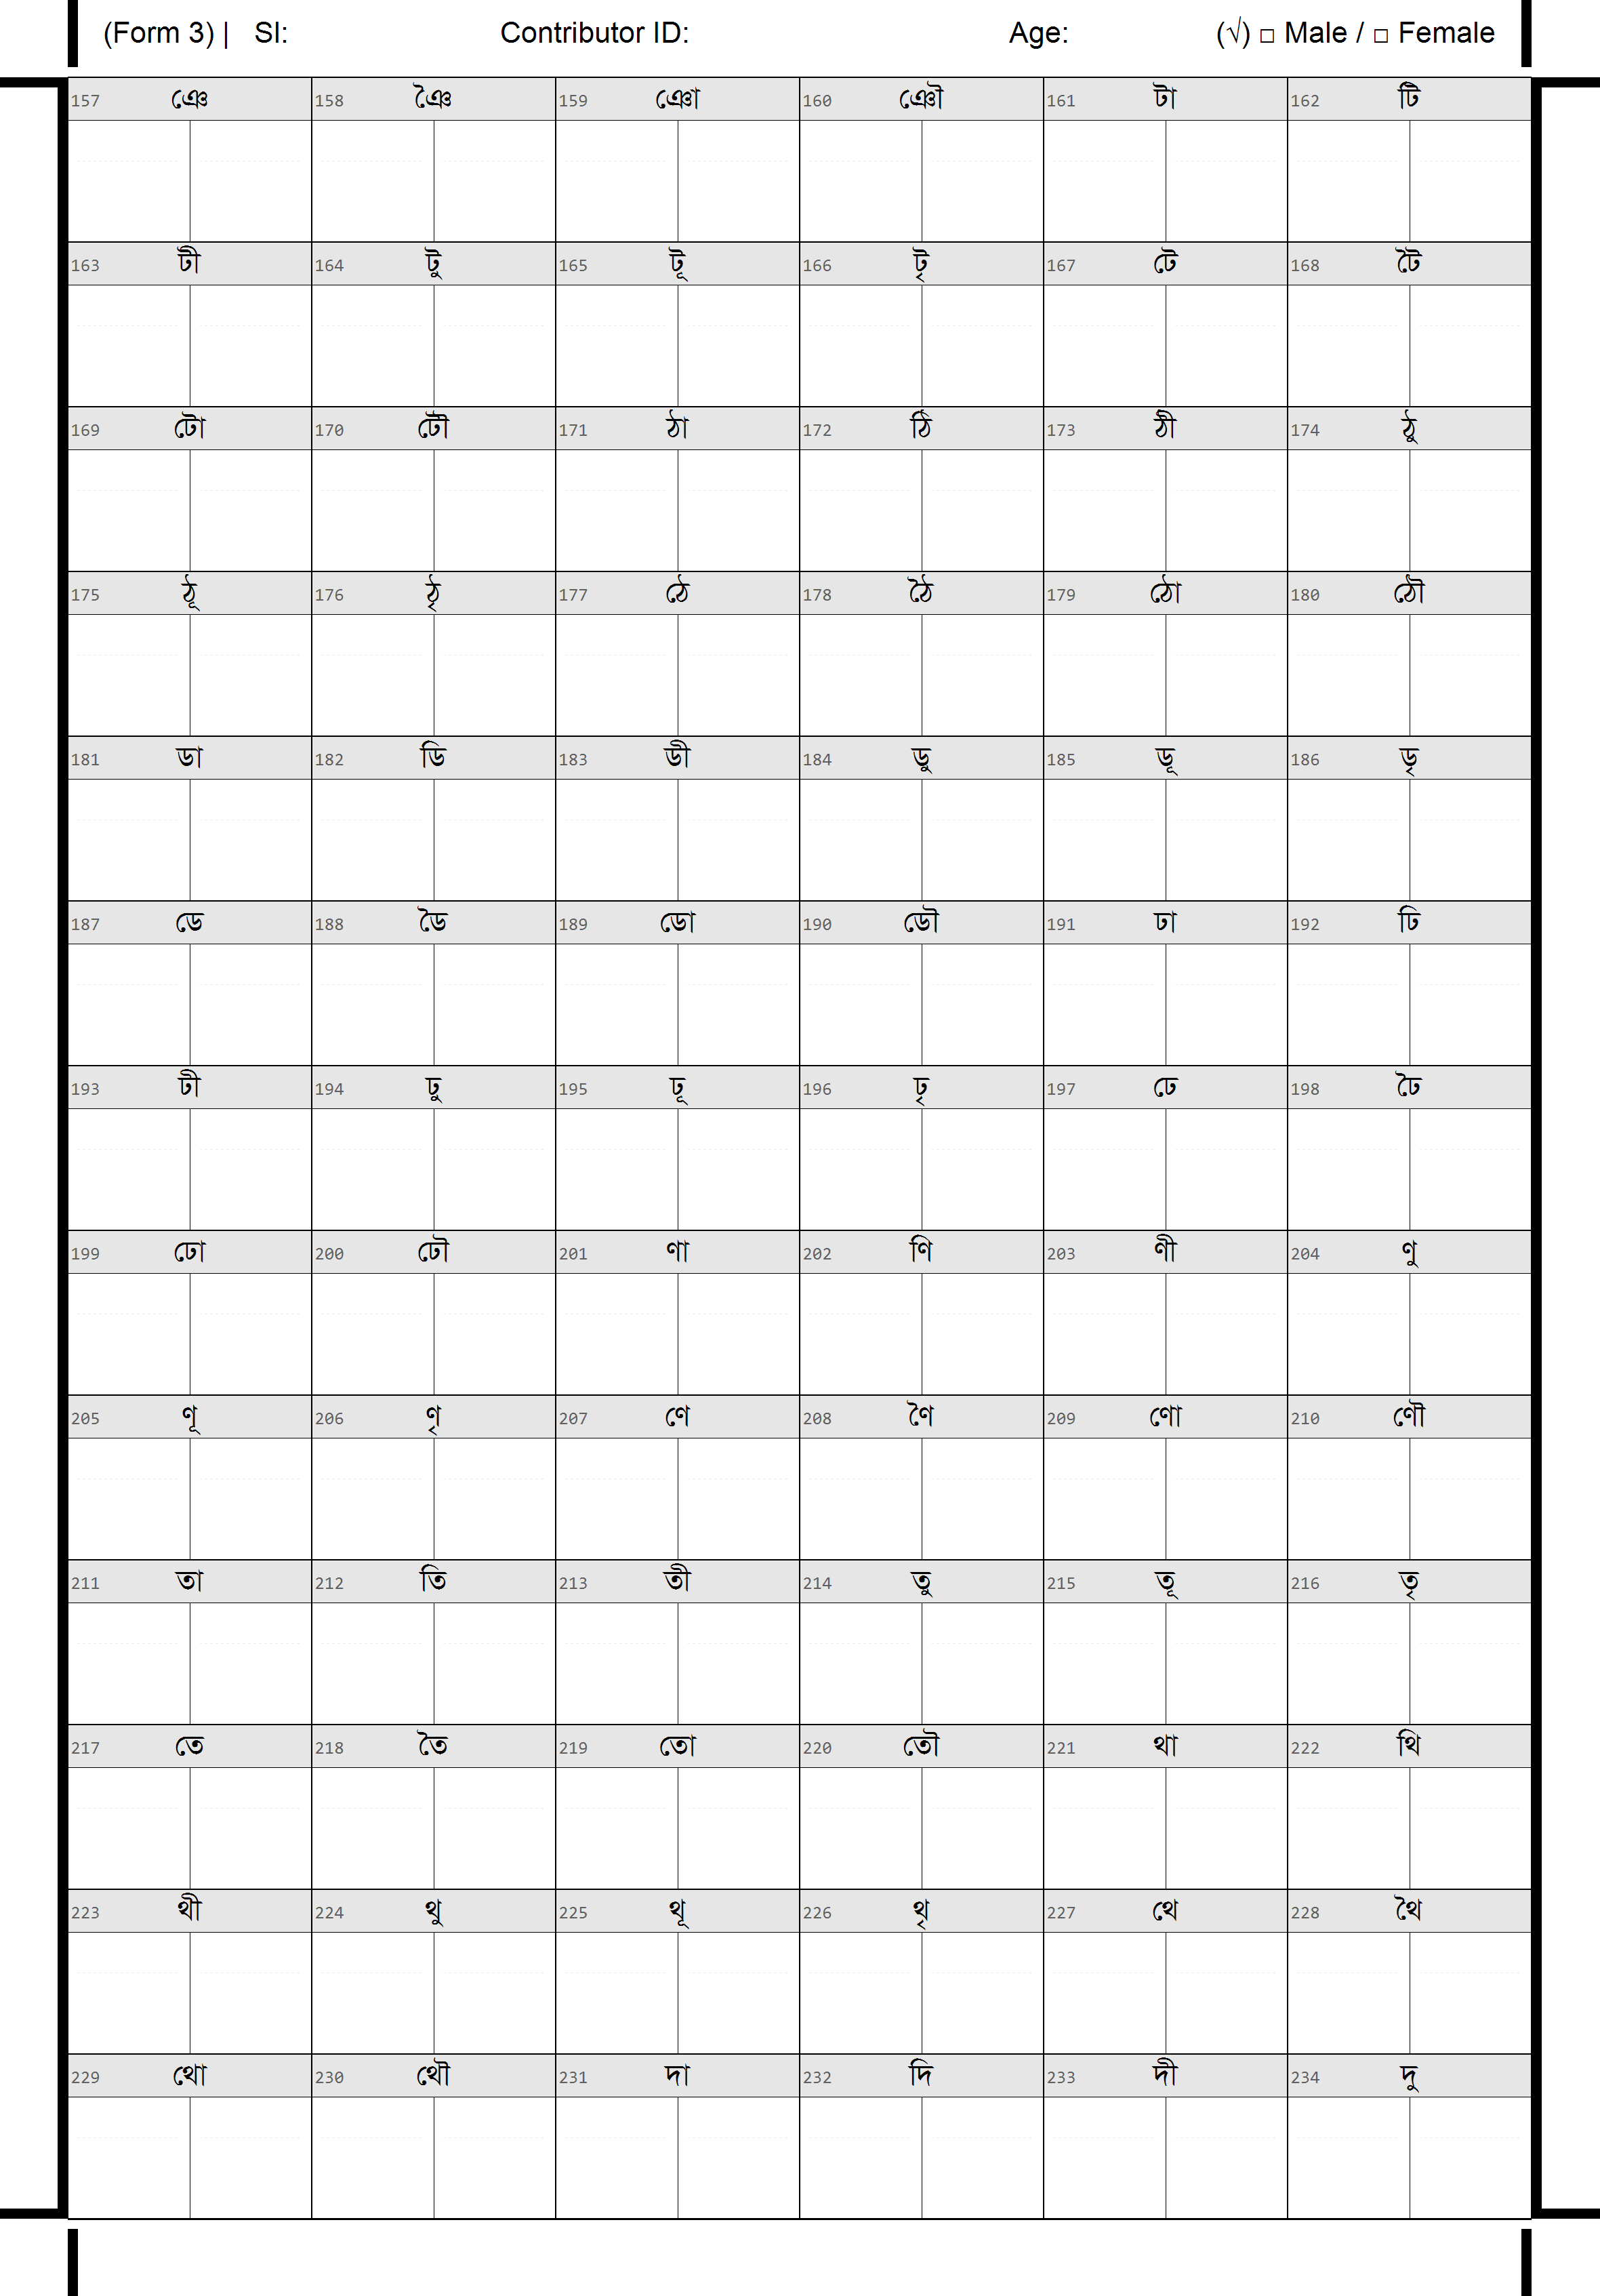 (Form 3) | Sl: Contributor ID: Age: (√) □ Male / □ Female
157 ঞে 158 ঞৈ 159 ঞো 160 ঞৌ 161 টা 162 টি
163 টী 164 টু 165 টূ 166 টৃ 167 টে 168 টৈ
169 টো 170 টৌ 171 ঠা 172 ঠি 173 ঠী 174 ঠু
175 ঠূ 176 ঠৃ 177 ঠে 178 ঠৈ 179 ঠো 180 ঠৌ
181 ডা 182 ডি 183 ডী 184 ডু 185 ডূ 186 ডৃ
187 ডে 188 ডৈ 189 ডো 190 ডৌ 191 ঢা 192 ঢি
193 ঢী 194 ঢু 195 ঢূ 196 ঢৃ 197 ঢে 198 ঢৈ
199 ঢো 200 ঢৌ 201 ণা 202 ণি 203 ণী 204 ণু
205 ণূ 206 ণৃ 207 ণে 208 ণৈ 209 ণো 210 ণৌ
211 তা 212 তি 213 তী 214 তু 215 তূ 216 তৃ
217 তে 218 তৈ 219 তো 220 তৌ 221 থা 222 থি
223 থী 224 থু 225 থূ 226 থৃ 227 থে 228 থৈ
229 থো 230 থৌ 231 দা 232 দি 233 দী 234 দু